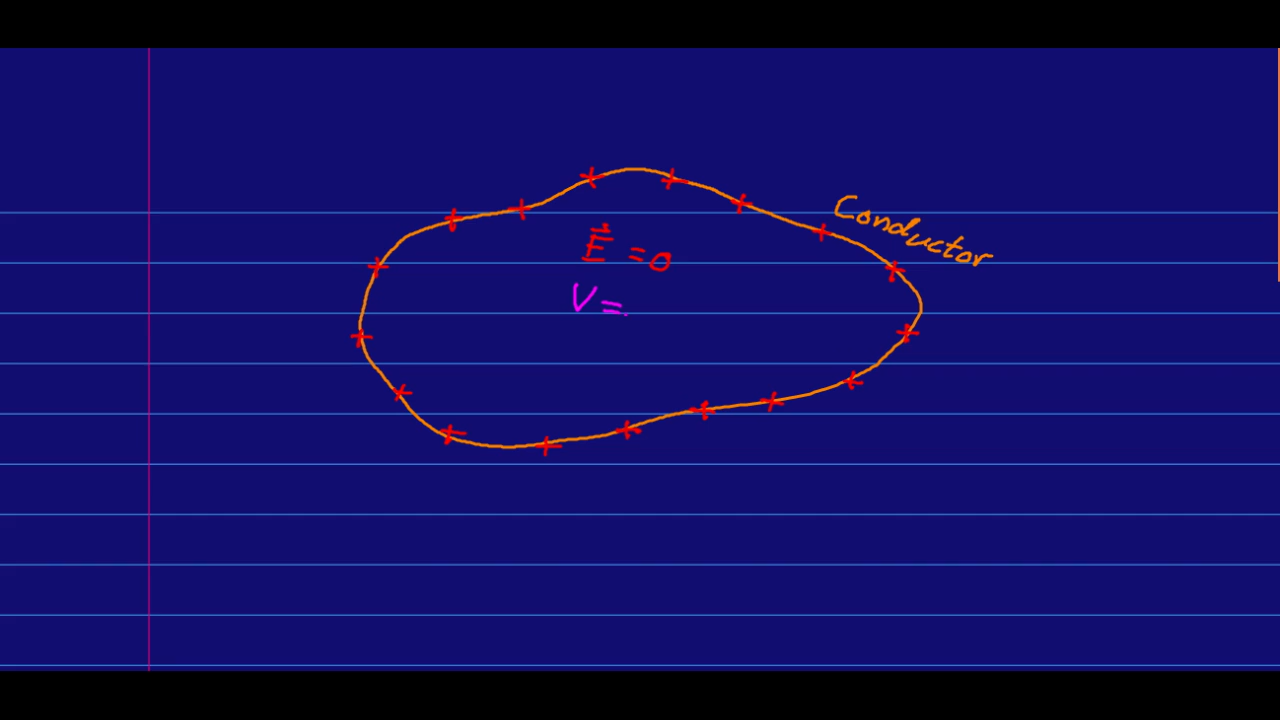 Conductor
E⃗ = 0
V =